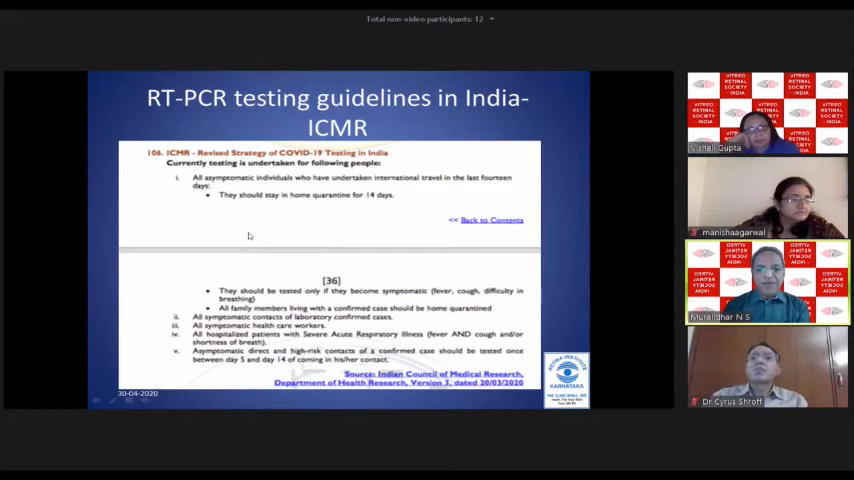 Total non-video participants: 12
RT-PCR testing guidelines in India-
ICMR
106. ICMR - Revised Strategy of COVID-19 Testing in India
Currently testing is undertaken for following people:
i. All asymptomatic individuals who have undertaken international travel in the last fourteen
days:
• They should stay in home quarantine for 14 days.
<< Back to Contents
[36]
• They should be tested only if they become symptomatic (fever, cough, difficulty in
breathing)
• All family members living with a confirmed case should be home quarantined
ii. All symptomatic contacts of laboratory confirmed cases.
iii. All symptomatic health care workers.
iv. All hospitalized patients with Severe Acute Respiratory Illness (fever AND cough and/or
shortness of breath).
v. Asymptomatic direct and high-risk contacts of a confirmed case should be tested once
between day 5 and day 14 of coming in his/her contact.
Source: Indian Council of Medical Research,
Department of Health Research, Version 3, dated 20/03/2020
30-04-2020
RETINA INSTITUTE
KARNATAKA
VITREO
RETINAL
SOCIETY
INDIA
Vishali Gupta
manishaagarwal
Muralidhar N S
Dr Cyrus Shroff